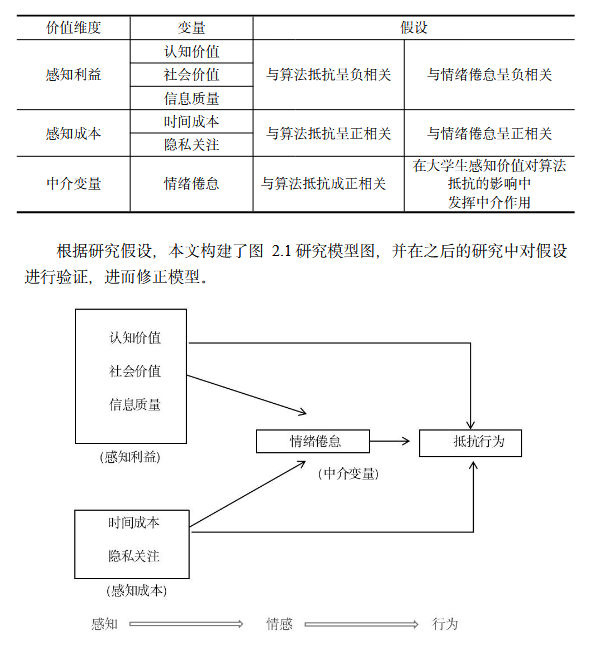 价值维度 变量 假设
认知价值
感知利益 社会价值 与算法抵抗呈负相关 与情绪倦怠呈负相关
信息质量
时间成本
感知成本 与算法抵抗呈正相关 与情绪倦怠呈正相关
隐私关注
在大学生感知价值对算法
中介变量 情绪倦怠 与算法抵抗成正相关 抵抗的影响中
发挥中介作用
根据研究假设，本文构建了图 2.1 研究模型图，并在之后的研究中对假设
进行验证，进而修正模型。
认知价值
社会价值
信息质量
(感知利益)
情绪倦怠 抵抗行为
(中介变量)
时间成本
隐私关注
(感知成本)
感知 情感 行为